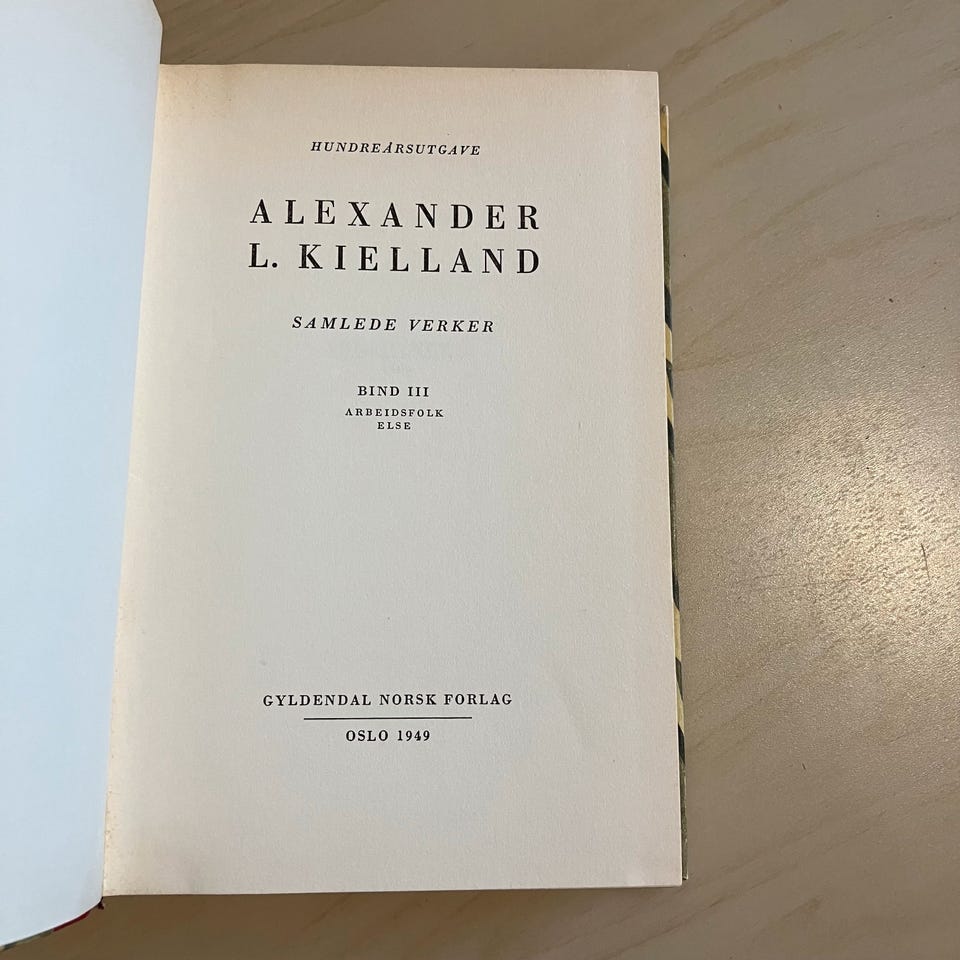 HUNDREÅRSUTGAVE
ALEXANDER
L. KIELLAND
SAMLEDE VERKER
BIND III
ARBEIDSFOLK
ELSE
GYLDENDAL NORSK FORLAG
OSLO 1949